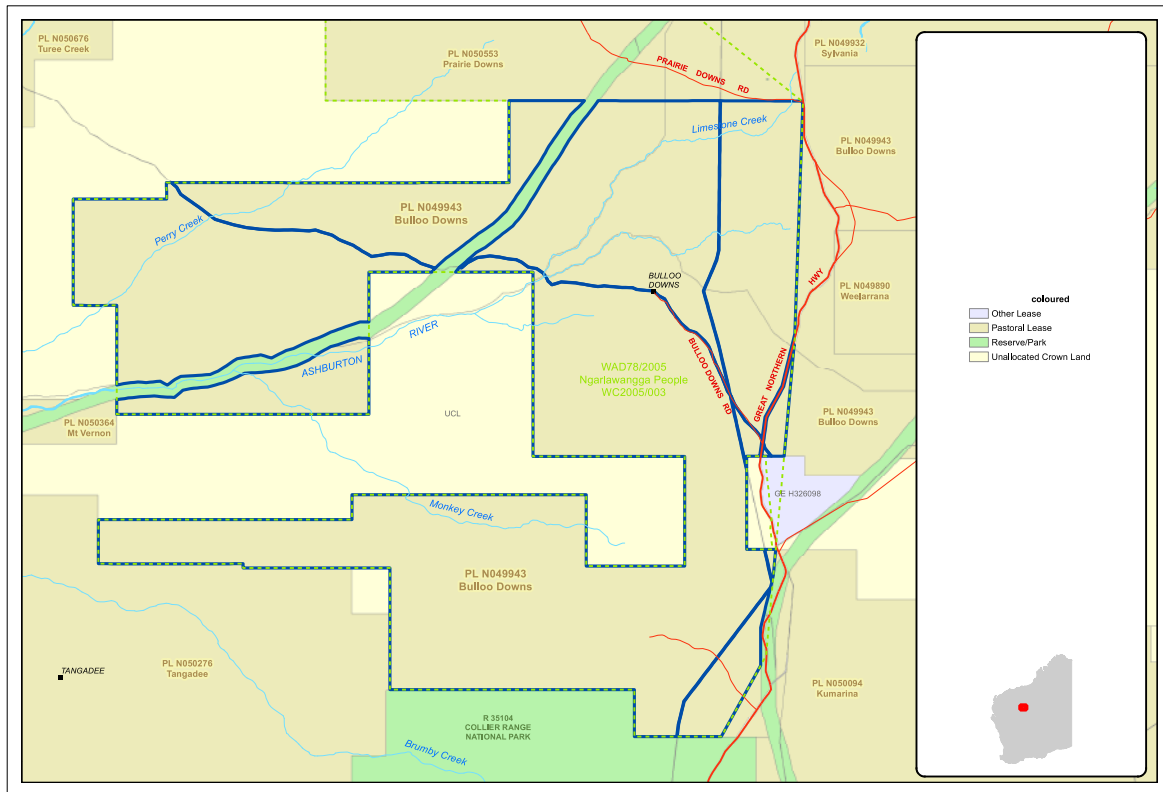 PL N050676
Turee Creek
PL N050553
Prairie Downs
PL N049932
Sylvania
PRAIRIE DOWNS RD
Limestone Creek
PL N049943
Bulloo Downs
PL N049943
Bulloo Downs
Perry Creek
BULLOO
DOWNS
HWY
PL N049890
Weelarrana
coloured
Other Lease
Pastoral Lease
Reserve/Park
Unallocated Crown Land
RIVER
ASHBURTON
BULLOO DOWNS RD
GREAT NORTHERN
WAD78/2005
Ngarlawangga People
WC2005/003
UCL
PL N050364
Mt Vernon
PL N049943
Bulloo Downs
GE H326098
Monkey Creek
PL N049943
Bulloo Downs
TANGADEE
PL N050276
Tangadee
PL N050094
Kumarina
R 35104
COLLIER RANGE
NATIONAL PARK
Brumby Creek